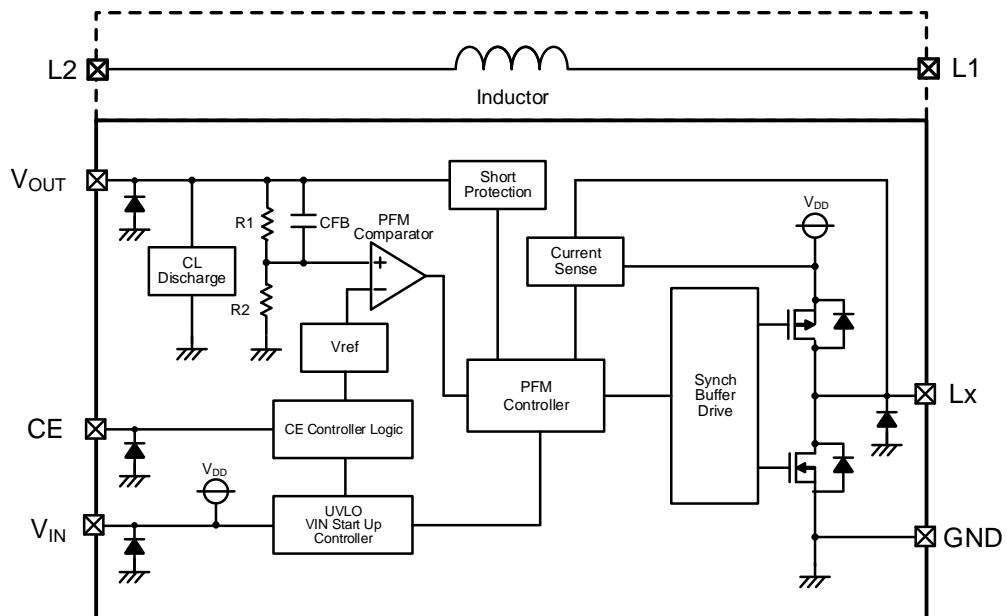 L2
L1
Inductor
VOUT
Short
Protection
VDD
R1
CFB
PFM
Comparator
CL
Discharge
Current
Sense
+
−
R2
Vref
Synch
Buffer
Drive
PFM
Controller
Lx
CE
CE Controller Logic
VDD
VIN
UVLO
VIN Start Up
Controller
GND